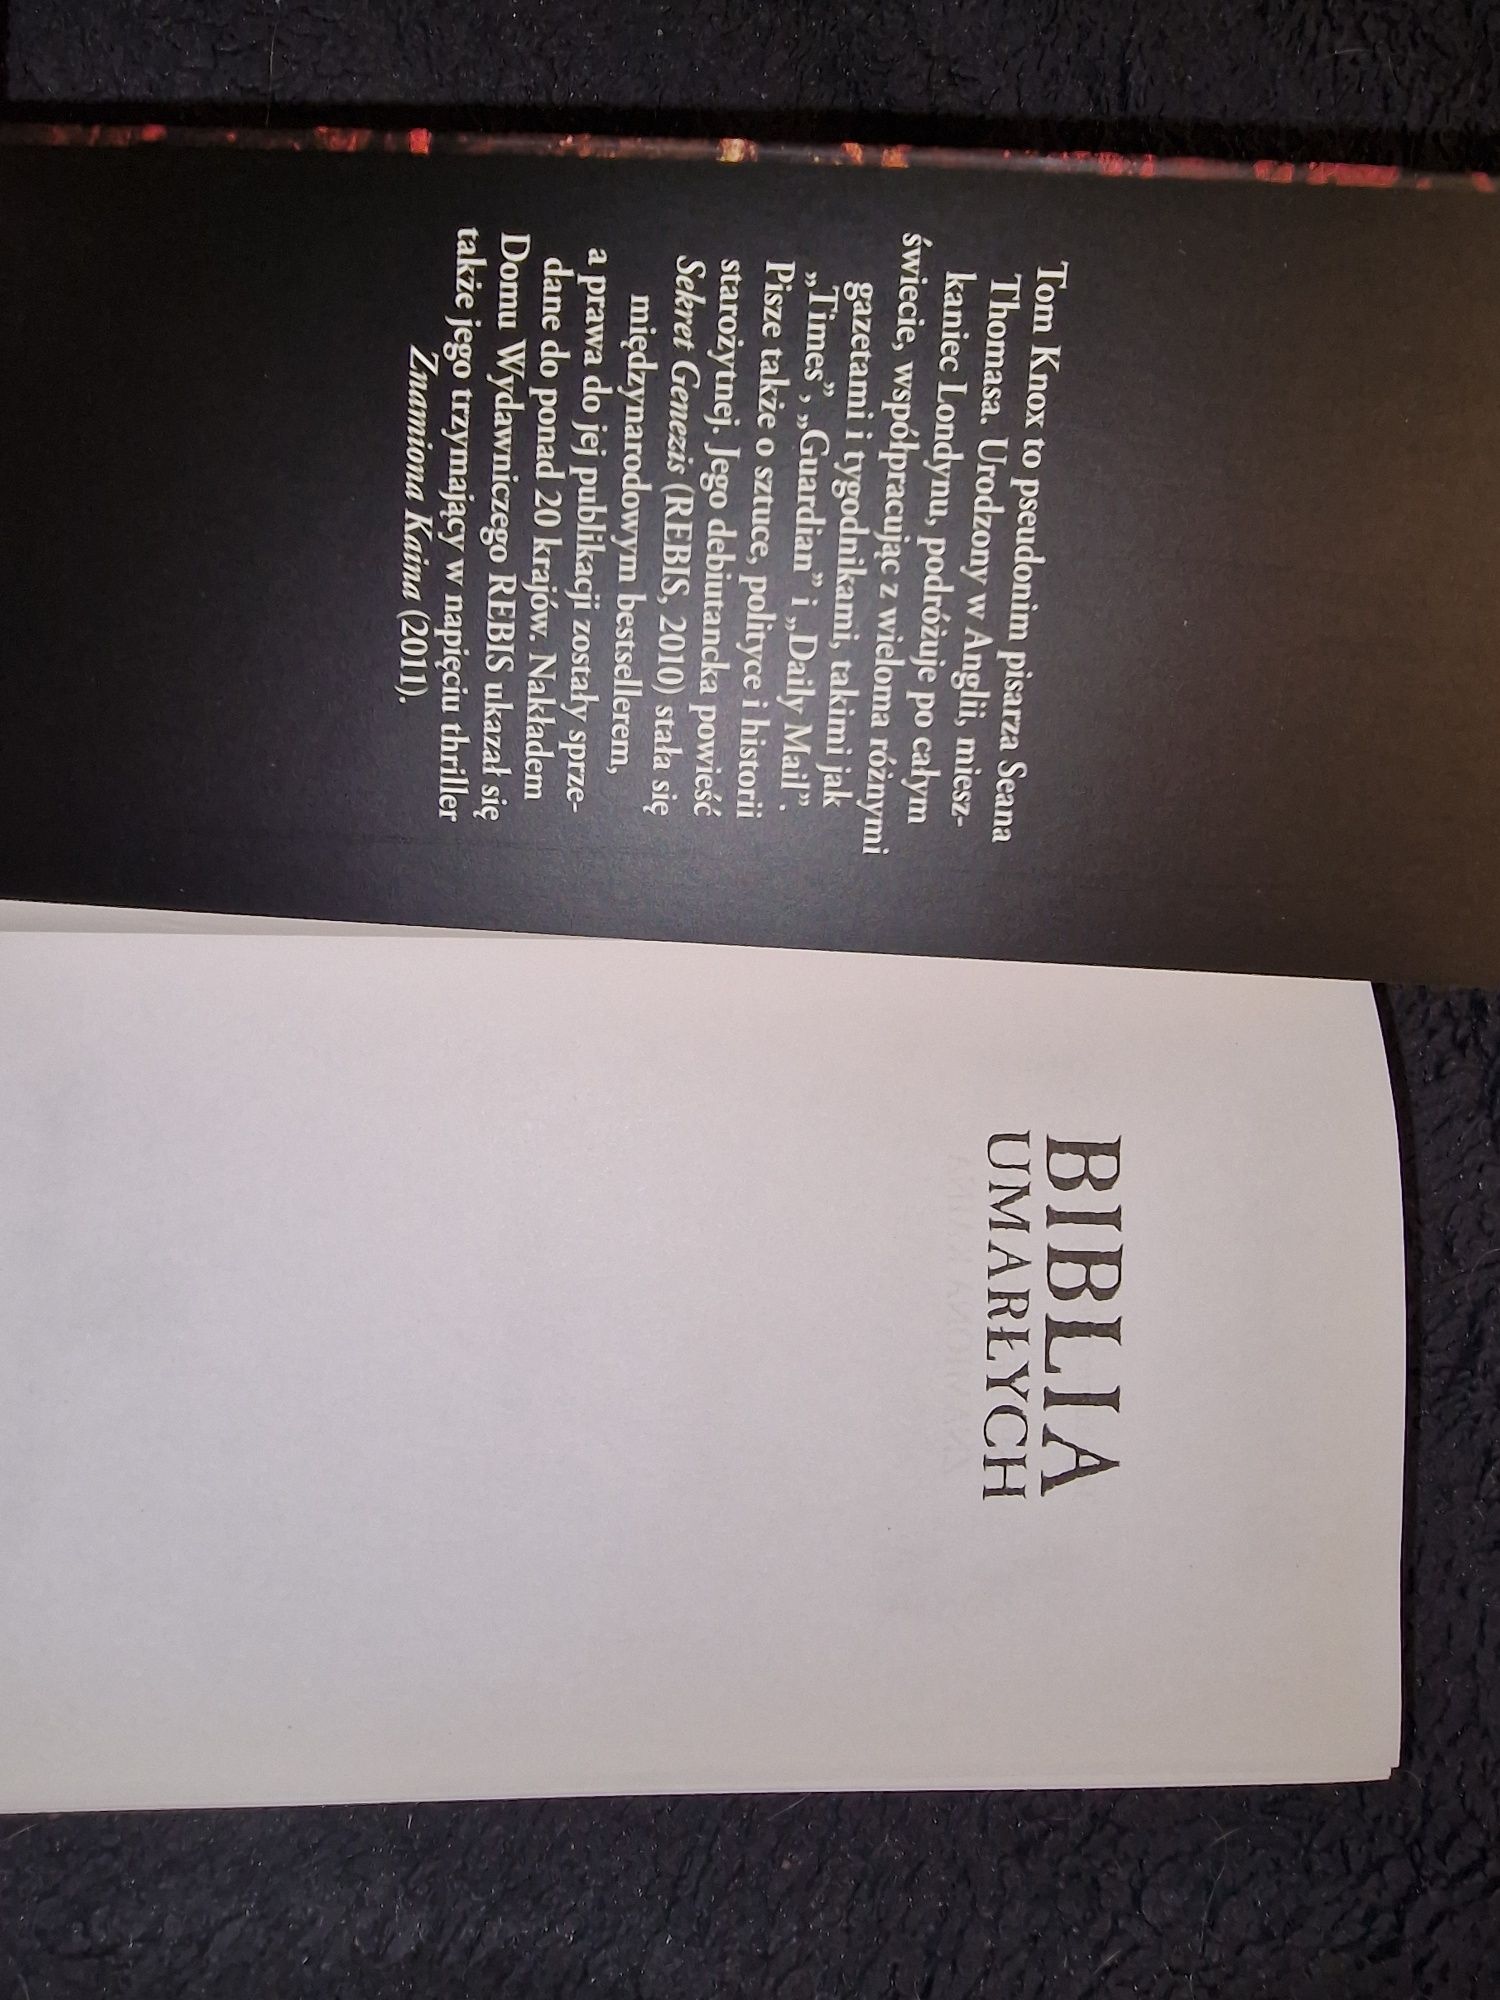 Tom Knox to pseudonim pisarza Seana
Thomasa. Urodzony w Anglii, miesz-
kaniec Londynu, podróżuje po całym
świecie, współpracując z wieloma różnymi
gazetami i tygodnikami, takimi jak
„Times”, „Guardian” i „Daily Mail”.
Pisze także o sztuce, polityce i historii
starożytnej. Jego debiutancka powieść
Sekret Genezis (REBIS, 2010) stała się
międzynarodowym bestsellerem,
a prawa do jej publikacji zostały sprze-
dane do ponad 20 krajów. Nakładem
Domu Wydawniczego REBIS ukazał się
także jego trzymający w napięciu thriller
Znamiona Kaina (2011).
BIBLIA
UMARŁYCH